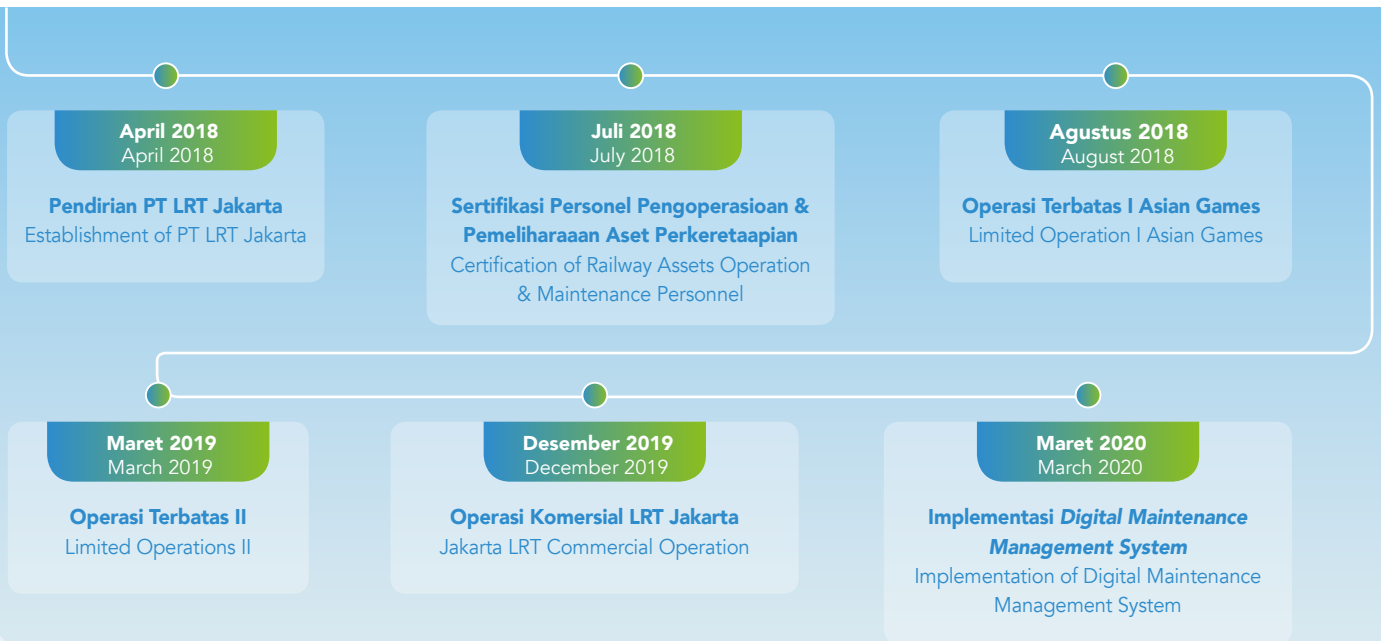 April 2018
April 2018
Pendirian PT LRT Jakarta
Establishment of PT LRT Jakarta
Juli 2018
July 2018
Sertifikasi Personel Pengoperasioan &
Pemeliharaaan Aset Perkeretaapian
Certification of Railway Assets Operation
& Maintenance Personnel
Agustus 2018
August 2018
Operasi Terbatas I Asian Games
Limited Operation I Asian Games
Maret 2019
March 2019
Operasi Terbatas II
Limited Operations II
Desember 2019
December 2019
Operasi Komersial LRT Jakarta
Jakarta LRT Commercial Operation
Maret 2020
March 2020
Implementasi Digital Maintenance
Management System
Implementation of Digital Maintenance
Management System